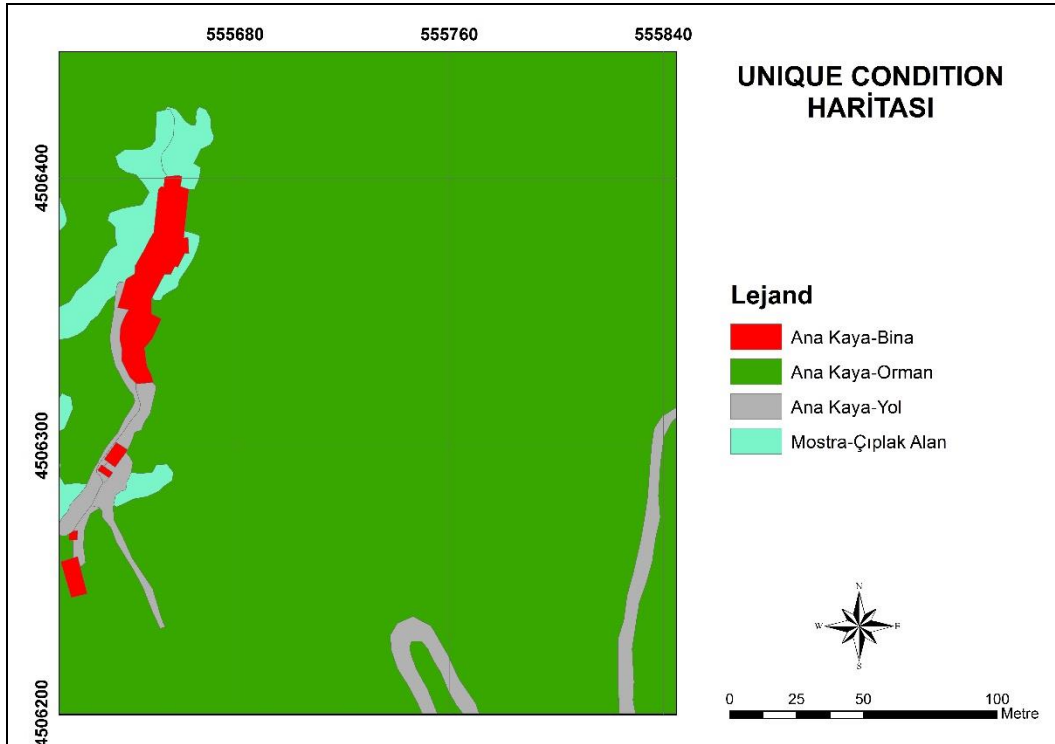 555680
555760
555840
UNIQUE CONDITION
HARİTASI
4506400
4506300
4506200
Lejand
Ana Kaya-Bina
Ana Kaya-Orman
Ana Kaya-Yol
Mostra-Çıplak Alan
N
W
E
S
0
25
50
100
Metre